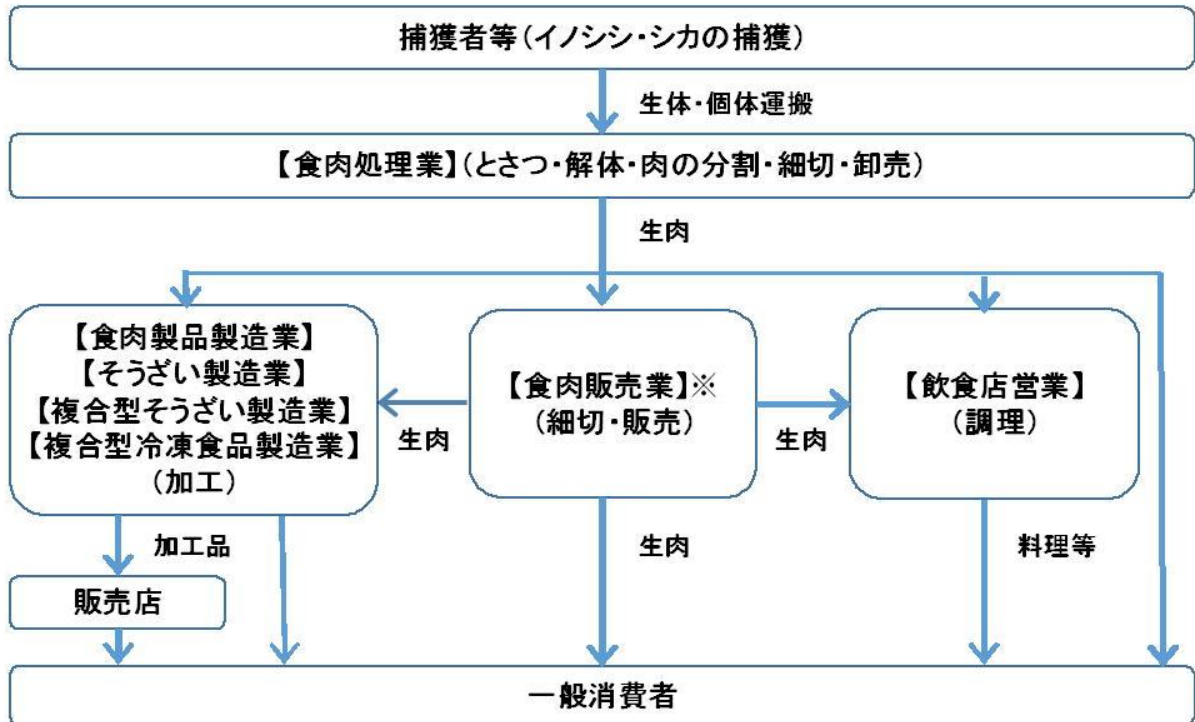 捕獲者等(イノシシ・シカの捕獲)
生体・個体運搬
【食肉処理業】(とさつ・解体・肉の分割・細切・卸売)
生肉
【食肉製品製造業】
【そうざい製造業】
【複合型そうざい製造業】
【複合型冷凍食品製造業】
(加工)
生肉
【食肉販売業】※
(細切・販売)
生肉
【飲食店営業】
(調理)
加工品
生肉
料理等
販売店
一般消費者